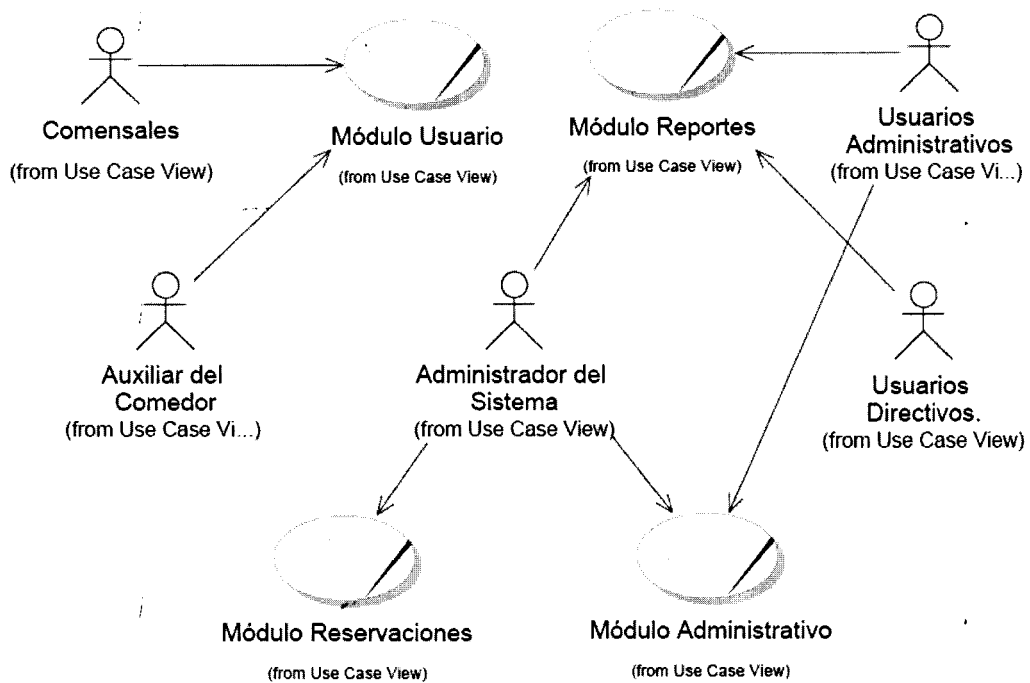 Comensales
(from Use Case View)
Módulo Usuario
(from Use Case View)
Módulo Reportes
(from Use Case View)
Usuarios
Administrativos
(from Use Case Vi...)
Auxiliar del
Comedor
(from Use Case Vi...)
Administrador del
Sistema
(from Use Case View)
Usuarios
Directivos.
(from Use Case View)
Módulo Reservaciones
(from Use Case View)
Módulo Administrativo
(from Use Case View)